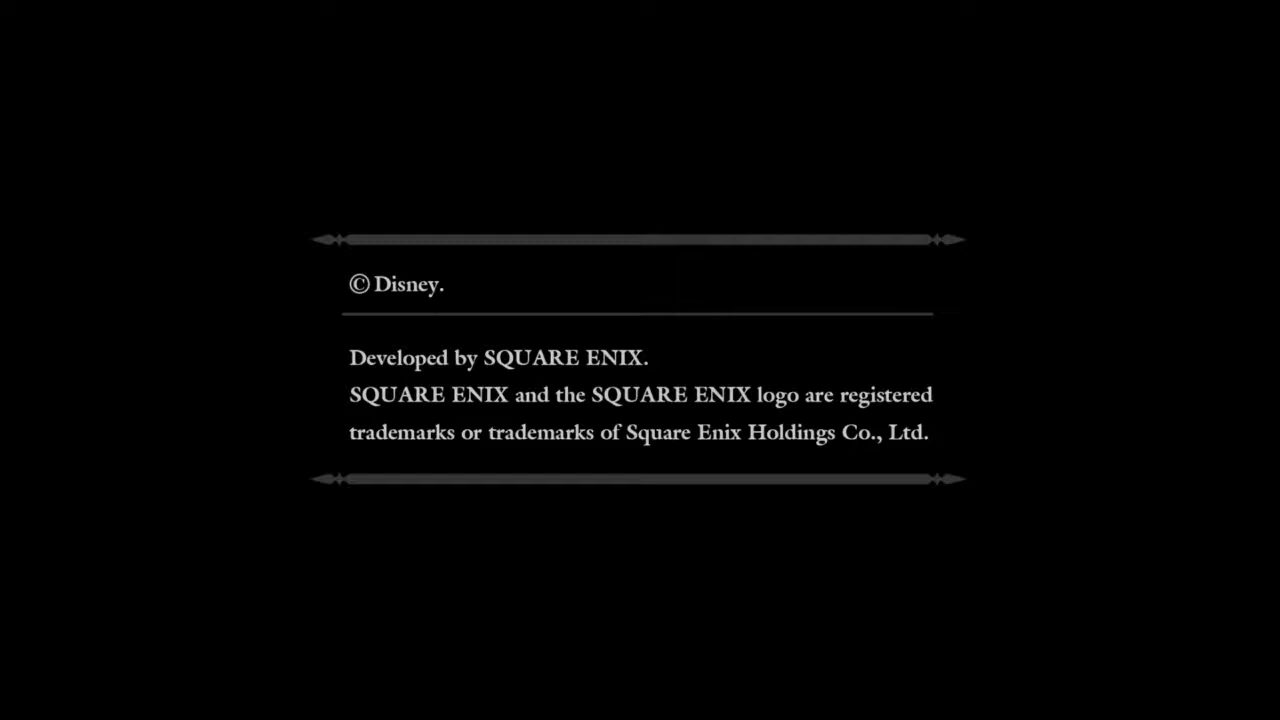 © Disney.
Developed by SQUARE ENIX.
SQUARE ENIX and the SQUARE ENIX logo are registered
trademarks or trademarks of Square Enix Holdings Co., Ltd.